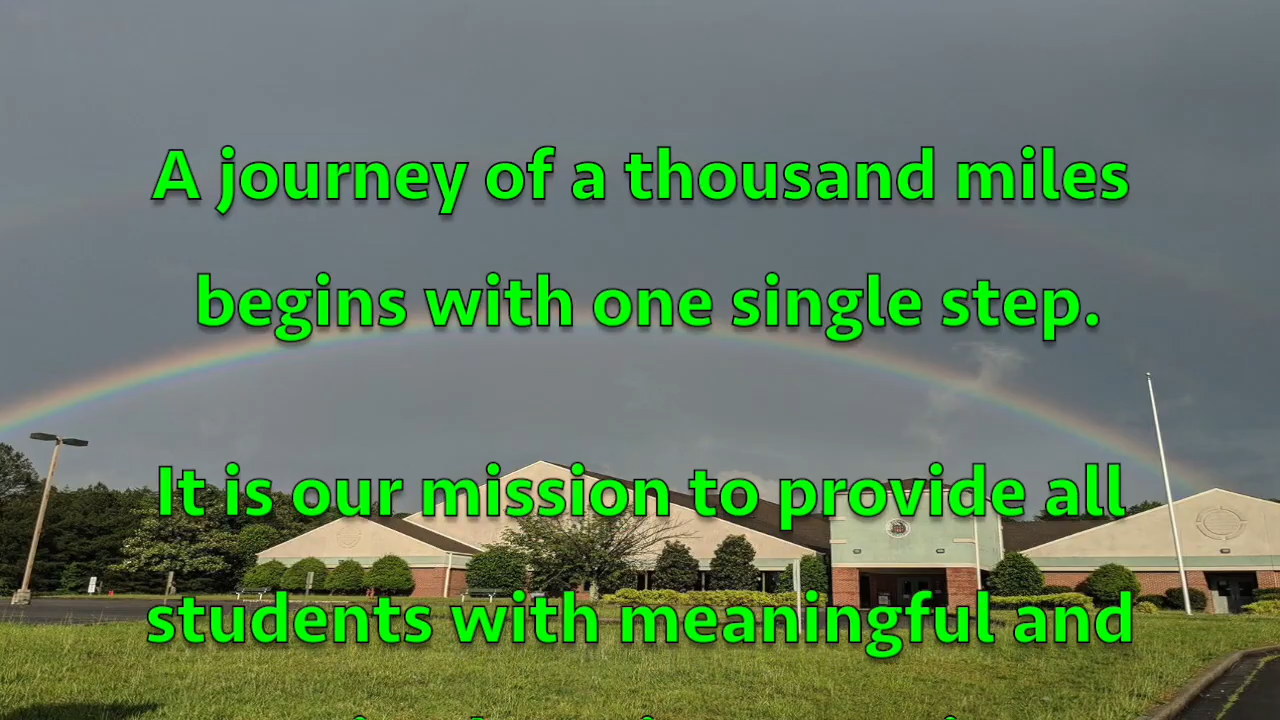 A journey of a thousand miles
begins with one single step.
It is our mission to provide all
students with meaningful and